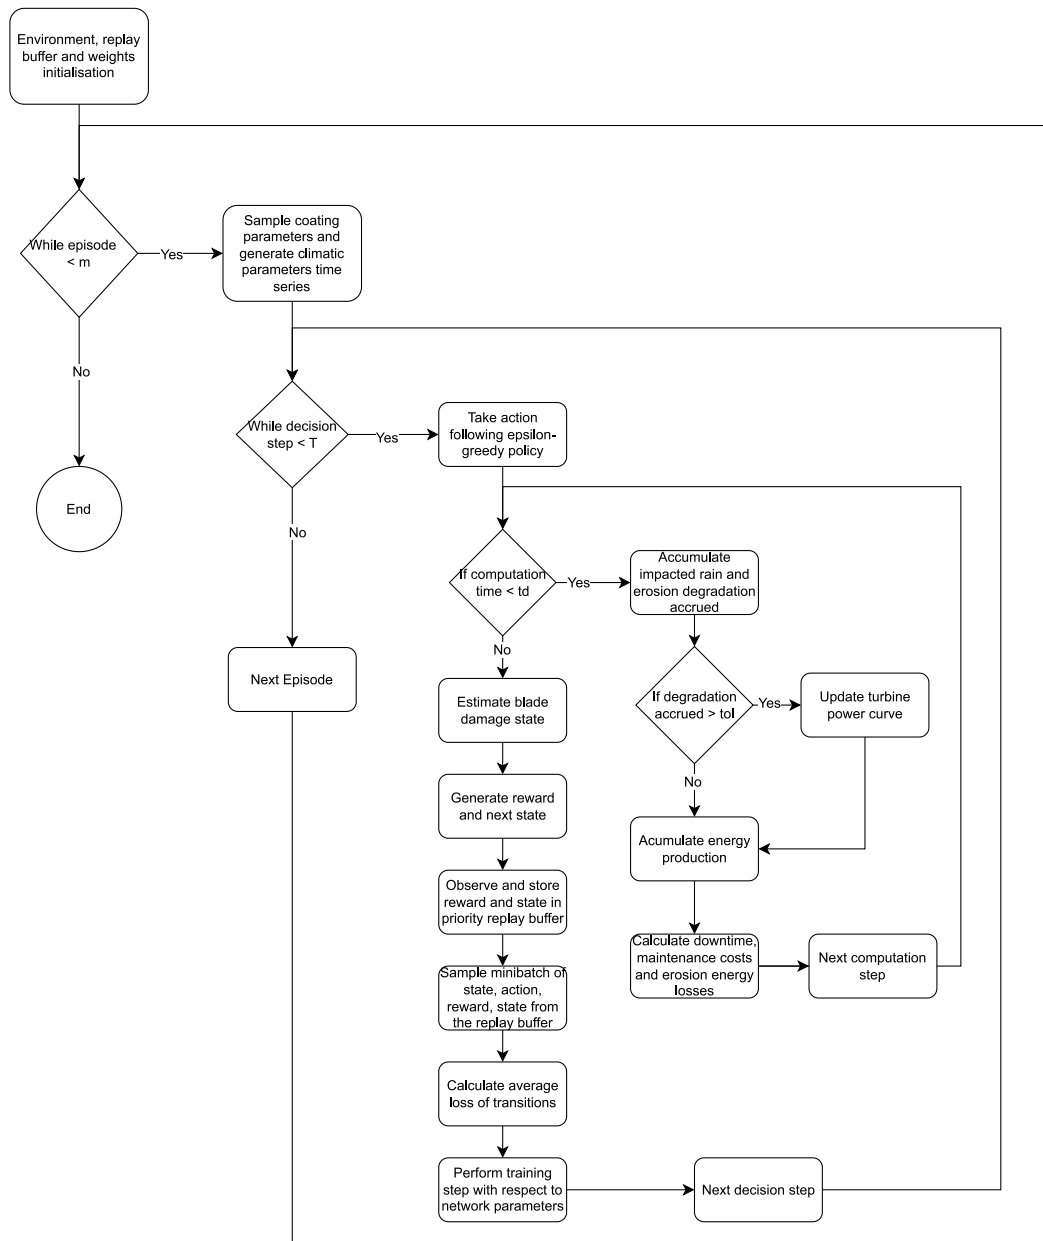 Environment, replay
buffer and weights
initialisation
While episode
< m
Yes
Sample coating
parameters and
generate climatic
parameters time
series
No
End
While decision
step < T
Yes
Take action
following epsilon-
greedy policy
No
Next Episode
If computation
time < td
Yes
Accumulate
impacted rain and
erosion degradation
accrued
No
Estimate blade
damage state
If degradation
accrued > tol
Yes
Update turbine
power curve
No
Generate reward
and next state
Acumulate energy
production
Observe and store
reward and state in
priority replay buffer
Calculate downtime,
maintenance costs
and erosion energy
losses
Next computation
step
Sample minibatch of
state, action,
reward, state from
the replay buffer
Calculate average
loss of transitions
Perform training
step with respect to
network parameters
Next decision step